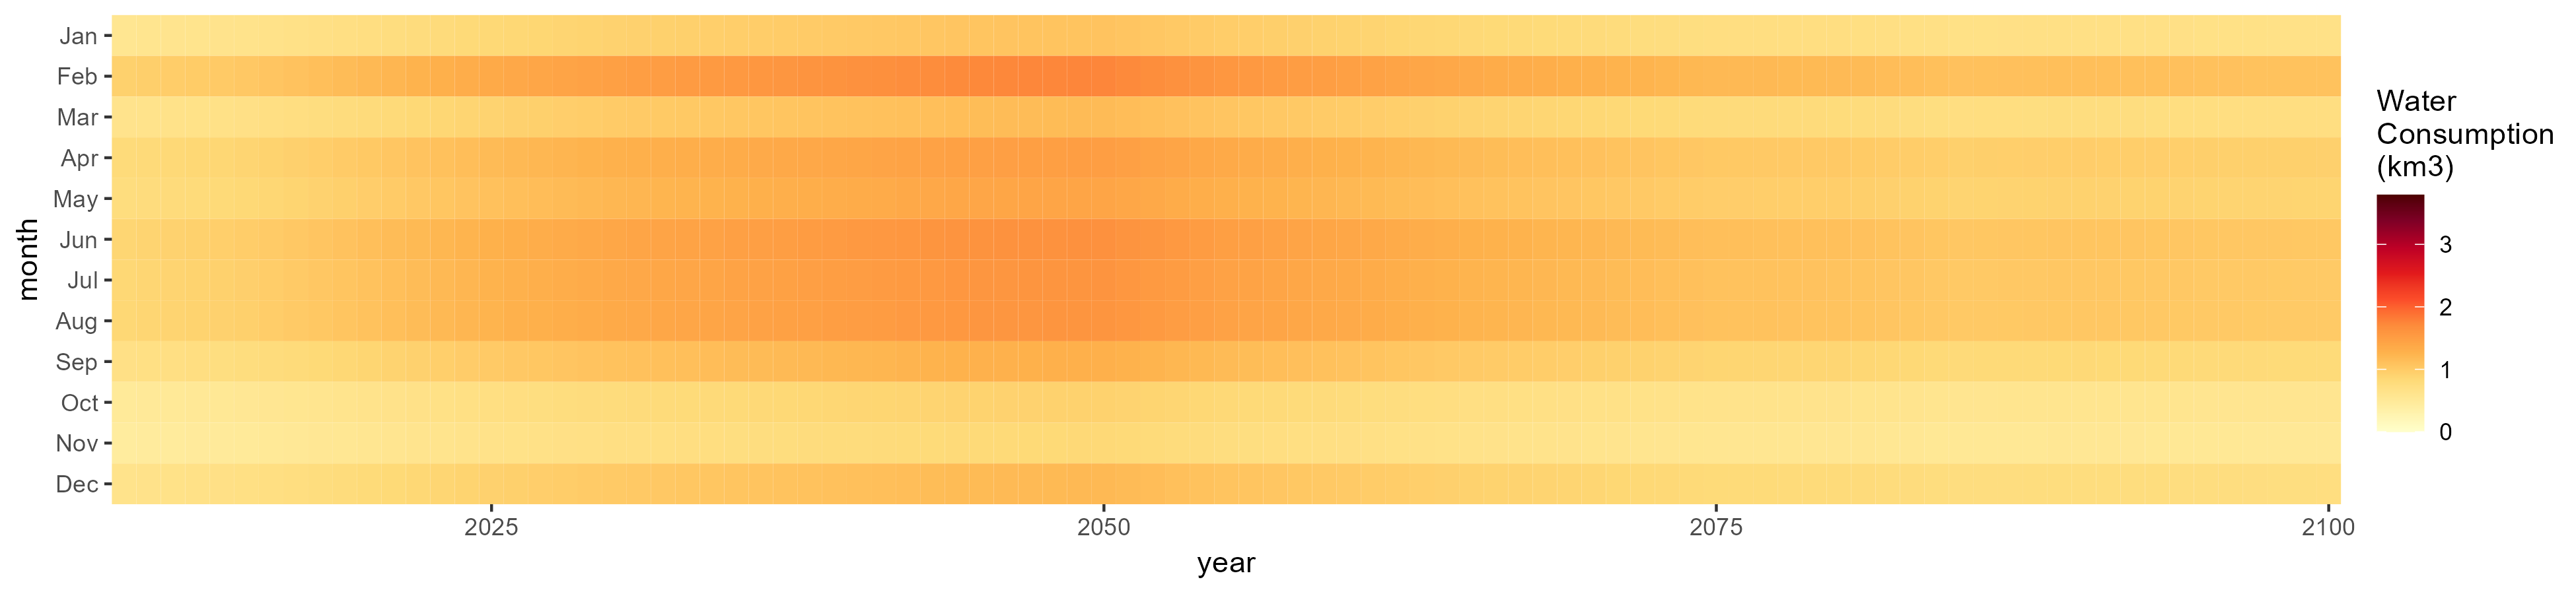 Jan
Feb
Mar
Apr
May
Jun
Jul
Aug
Sep
Oct
Nov
Dec
month
2025
2050
2075
2100
year
Water
Consumption
(km3)
3
2
1
0